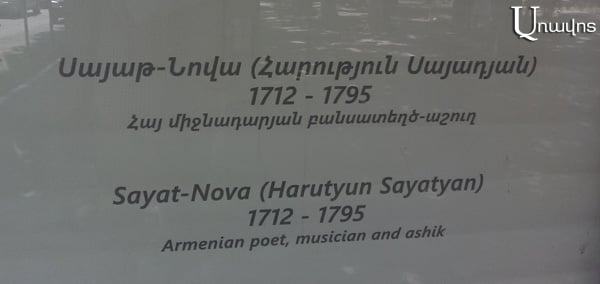 Առավոտ
Սայաթ-Նովա (Հարություն Սայադյան)
1712 - 1795
Հայ միջնադարյան բանաստեղծ-աշուղ
Sayat-Nova (Harutyun Sayatyan)
1712 - 1795
Armenian poet, musician and ashik